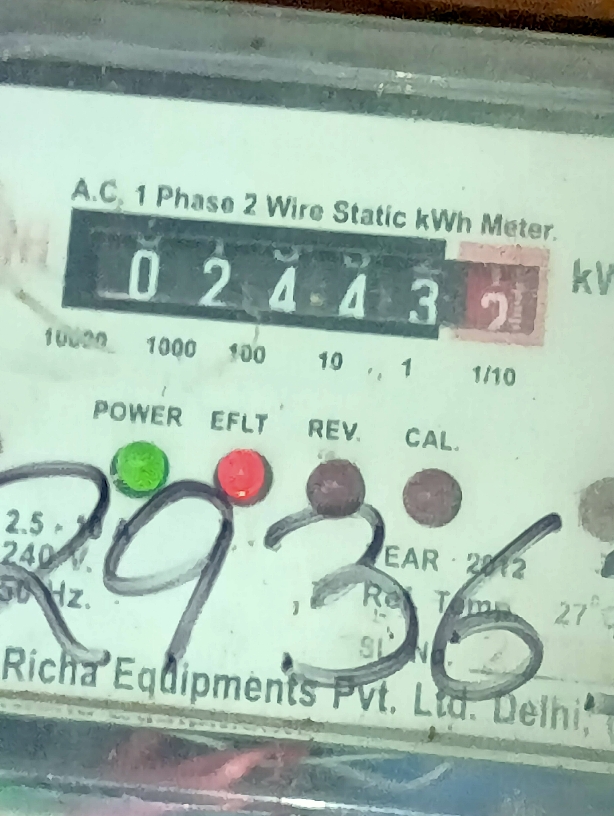 A.C. 1 Phase 2 Wire Static kWh Meter.
0 2 4 4 3 2
10000 1000 100 10 1 1/10
POWER EFLT REV. CAL.
2936
240 V.
YEAR 2012
50 Hz.
Ref. Temp. 27°C
Sl. No.
Richa Equipments Pvt. Ltd. Delhi,